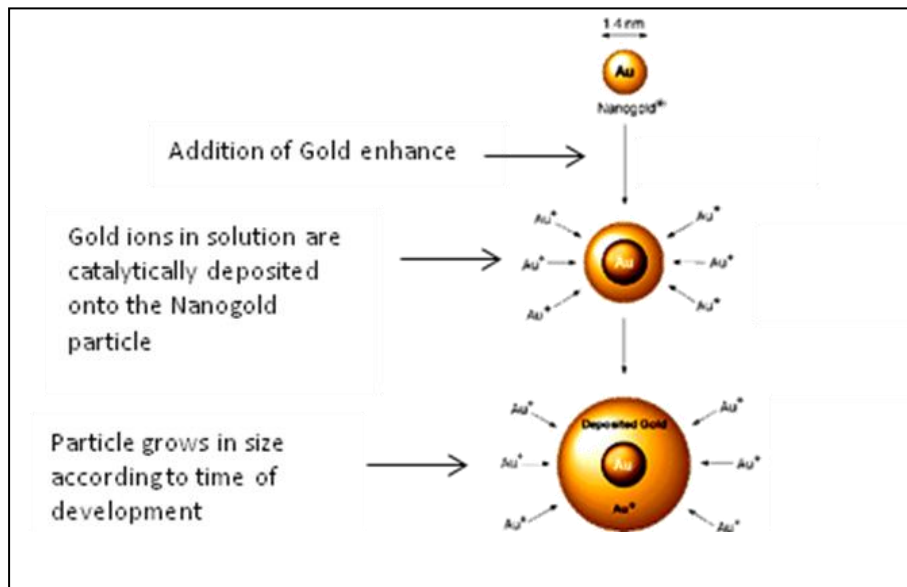 1.4 nm
Au
Nanogold®
Addition of Gold enhance
Au⁺ Au⁺
Gold ions in solution are
catalytically deposited
onto the Nanogold
particle
Au⁺ Au Au⁺
Au⁺ Au⁺
Particle grows in size
according to time of
development
Au⁺ Au⁺
Deposited Gold
Au⁺ Au Au⁺
Au⁰
Au⁺ Au⁺